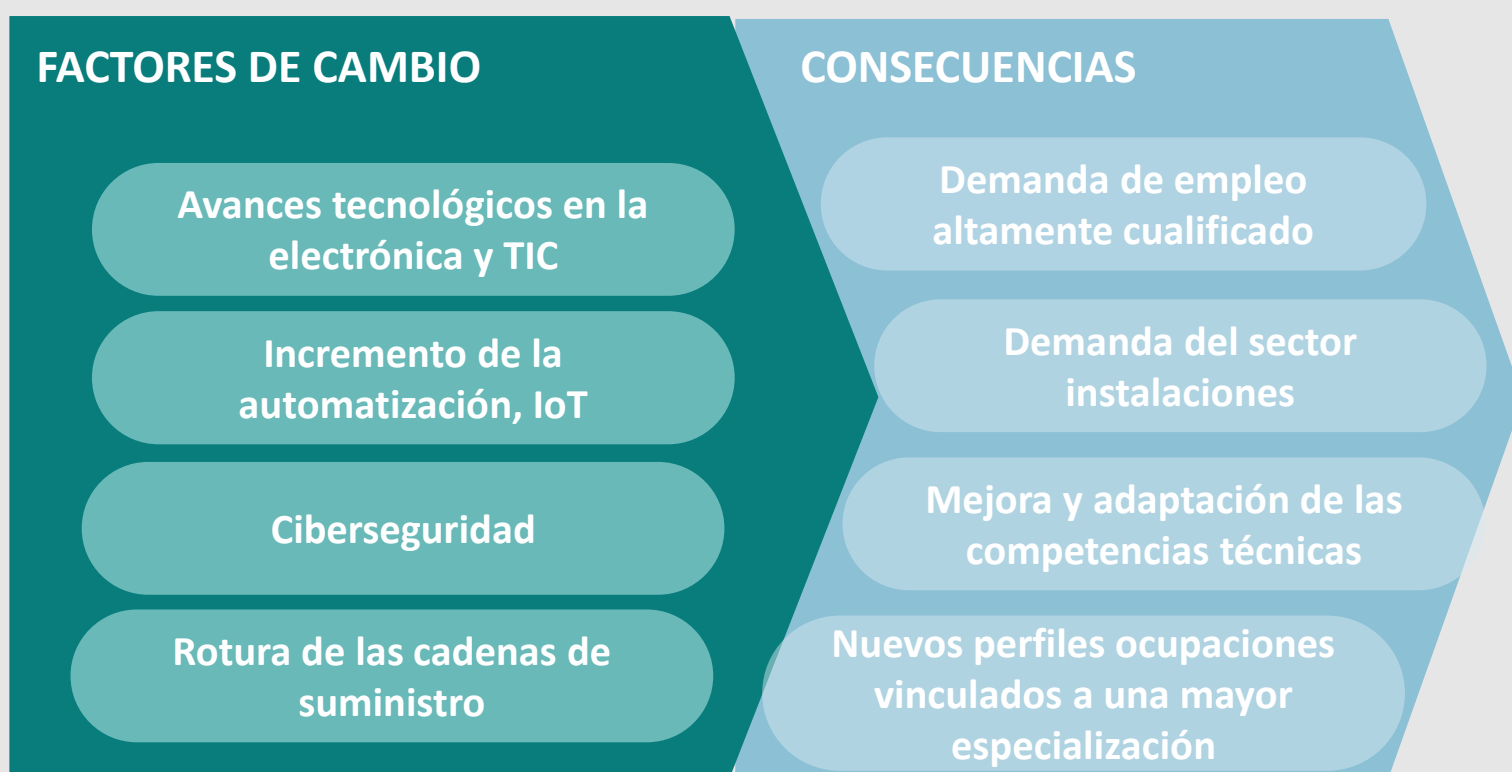 FACTORES DE CAMBIO
Avances tecnológicos en la
electrónica y TIC
Incremento de la
automatización, IoT
Ciberseguridad
Rotura de las cadenas de
suministro
CONSECUENCIAS
Demanda de empleo
altamente cualificado
Demanda del sector
instalaciones
Mejora y adaptación de las
competencias técnicas
Nuevos perfiles ocupaciones
vinculados a una mayor
especialización